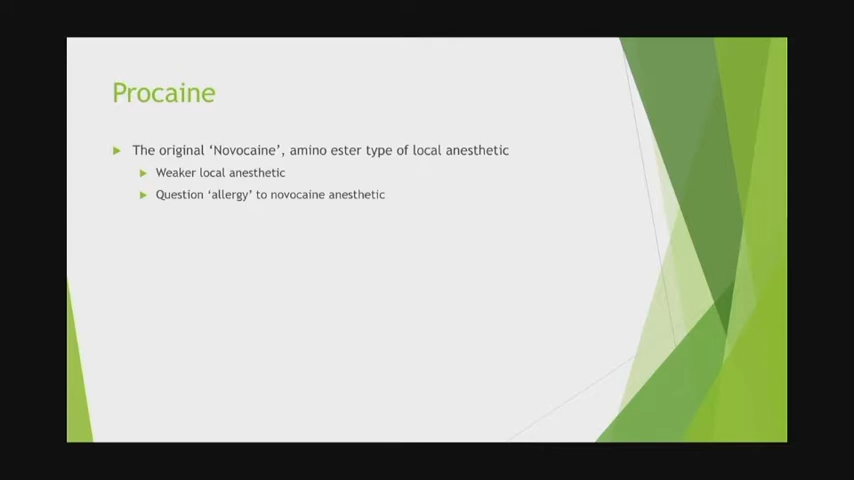 Procaine
The original ‘Novocaine’, amino ester type of local anesthetic
Weaker local anesthetic
Question ‘allergy’ to novocaine anesthetic